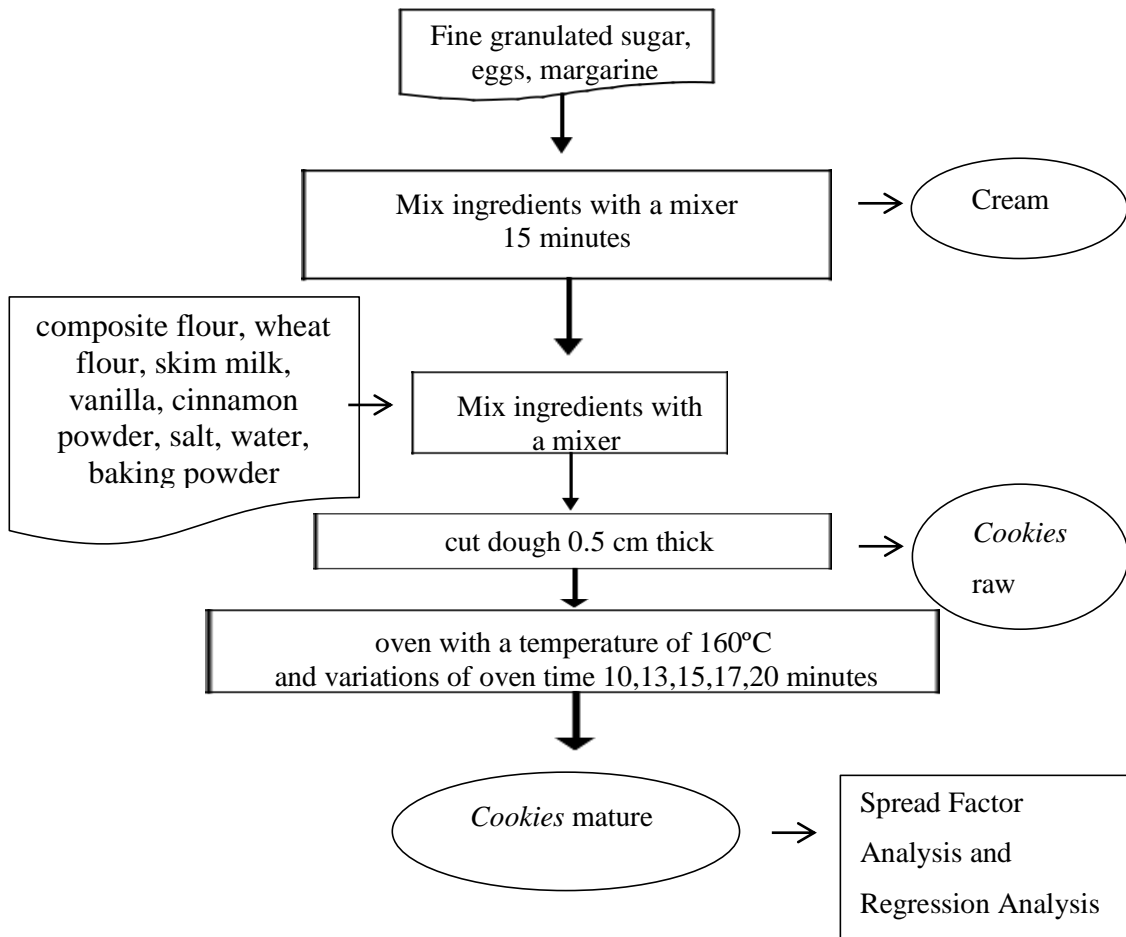 Fine granulated sugar,
eggs, margarine
Mix ingredients with a mixer
15 minutes
Cream
composite flour, wheat
flour, skim milk,
vanilla, cinnamon
powder, salt, water,
baking powder
Mix ingredients with
a mixer
cut dough 0.5 cm thick
Cookies
raw
oven with a temperature of 160ºC
and variations of oven time 10,13,15,17,20 minutes
Cookies mature
Spread Factor
Analysis and
Regression Analysis